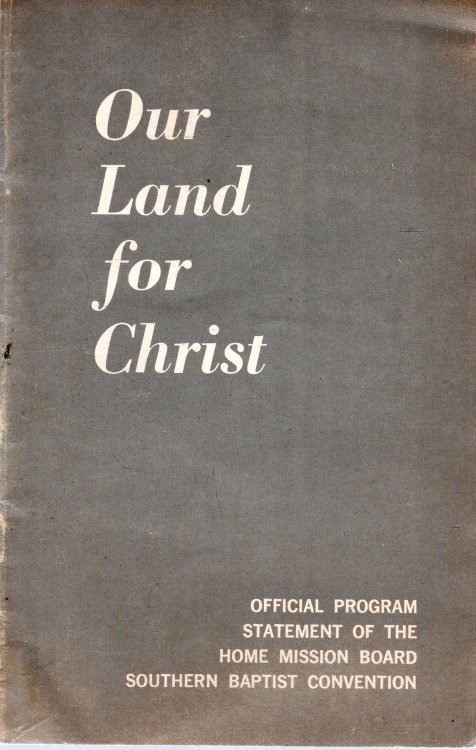 Our
Land
for
Christ
OFFICIAL PROGRAM
STATEMENT OF THE
HOME MISSION BOARD
SOUTHERN BAPTIST CONVENTION